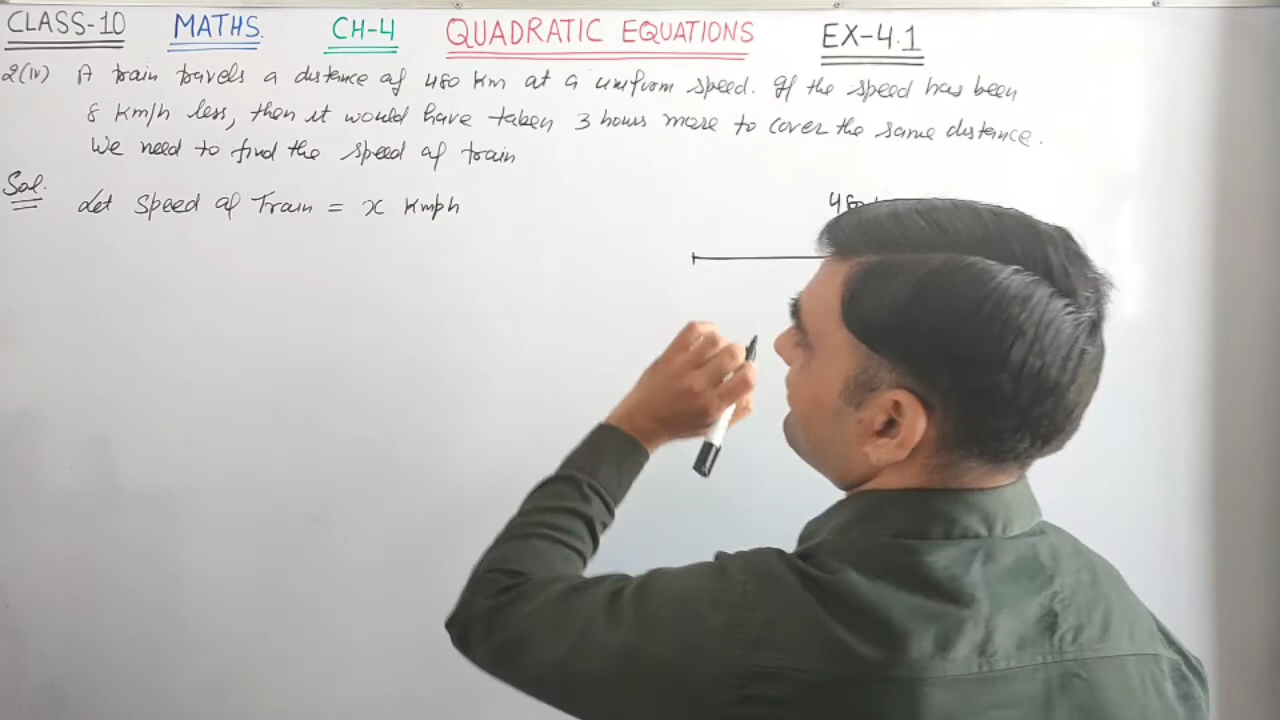 CLASS-10 MATHS. CH-4 QUADRATIC EQUATIONS EX-4.1
2(iv) A train travels a distance of 480 Km at a uniform speed. If the speed has been
8 Km/h less, then it would have taken 3 hours more to cover the same distance.
We need to find the speed of train
Sol.
Let Speed of Train = x Kmph